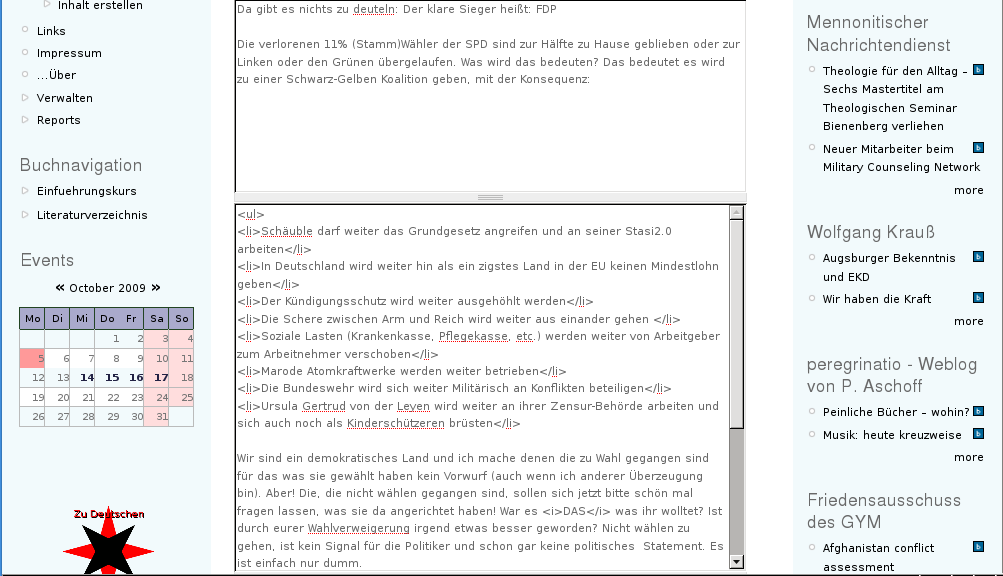 Inhalt erstellen
Links
Impressum
...Über
Verwalten
Reports
Buchnavigation
Einfuehrungskurs
Literaturverzeichnis
Events
« October 2009 »
Mo Di Mi Do Fr Sa So
1 2 3 4
5 6 7 8 9 10 11
12 13 14 15 16 17 18
19 20 21 22 23 24 25
26 27 28 29 30 31
Zu Deutschen
Da gibt es nichts zu deuteln: Der klare Sieger heißt: FDP
Die verlorenen 11% (Stamm)Wähler der SPD sind zur Hälfte zu Hause geblieben oder zur
Linken oder den Grünen übergelaufen. Was wird das bedeuten? Das bedeutet es wird
zu einer Schwarz-Gelben Koalition geben, mit der Konsequenz:
<ul>
<li>Schäuble darf weiter das Grundgesetz angreifen und an seiner Stasi2.0
arbeiten</li>
<li>In Deutschland wird weiter hin als ein zigstes Land in der EU keinen Mindestlohn
geben</li>
<li>Der Kündigungsschutz wird weiter ausgehöhlt werden</li>
<li>Die Schere zwischen Arm und Reich wird weiter aus einander gehen </li>
<li>Soziale Lasten (Krankenkasse, Pflegekasse, etc.) werden weiter von Arbeitgeber
zum Arbeitnehmer verschoben</li>
<li>Marode Atomkraftwerke werden weiter betrieben</li>
<li>Die Bundeswehr wird sich weiter Militärisch an Konflikten beteiligen</li>
<li>Ursula Gertrud von der Leyen wird weiter an ihrer Zensur-Behörde arbeiten und
sich auch noch als Kinderschützeren brüsten</li>
Wir sind ein demokratisches Land und ich mache denen die zu Wahl gegangen sind
für das was sie gewählt haben kein Vorwurf (auch wenn ich anderer Überzeugung
bin). Aber! Die, die nicht wählen gegangen sind, sollen sich jetzt bitte schön mal
fragen lassen, was sie da angerichtet haben! War es <i>DAS</i> was ihr wolltet? Ist
durch eurer Wahlverweigerung irgend etwas besser geworden? Nicht wählen zu
gehen, ist kein Signal für die Politiker und schon gar keine politisches  Statement. Es
ist einfach nur dumm.
Mennonitischer
Nachrichtendienst
Theologie für den Alltag –
Sechs Mastertitel am
Theologischen Seminar
Bienenberg verliehen
Neuer Mitarbeiter beim
Military Counseling Network
more
Wolfgang Krauß
Augsburger Bekenntnis
und EKD
Wir haben die Kraft
more
peregrinatio - Weblog
von P. Aschoff
Peinliche Bücher – wohin?
Musik: heute kreuzweise
more
Friedensausschuss
des GYM
Afghanistan conflict
assessment